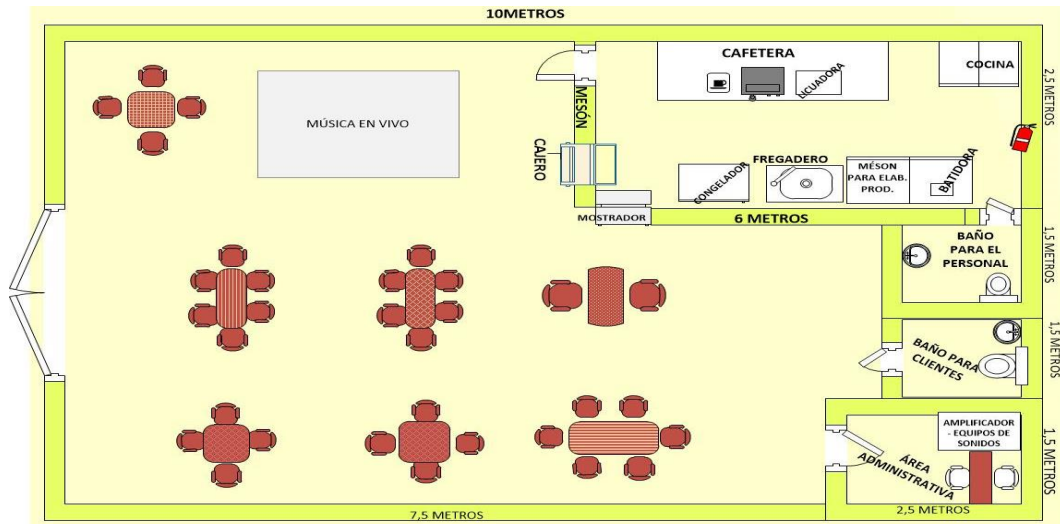 10METROS
CAFETERA
LICUADORA
COCINA
2,5 METROS
MÚSICA EN VIVO
MESÓN
CAJERO
CONGELADOR
FREGADERO
MÉSON
PARA ELAB.
PROD.
BATIDORA
MOSTRADOR
6 METROS
BAÑO
PARA EL
PERSONAL
1,5 METROS
BAÑO PARA
CLIENTES
1,5 METROS
AMPLIFICADOR
- EQUIPOS DE
SONIDOS
ÁREA
ADMINISTRATIVA
1,5 METROS
7,5 METROS
2,5 METROS